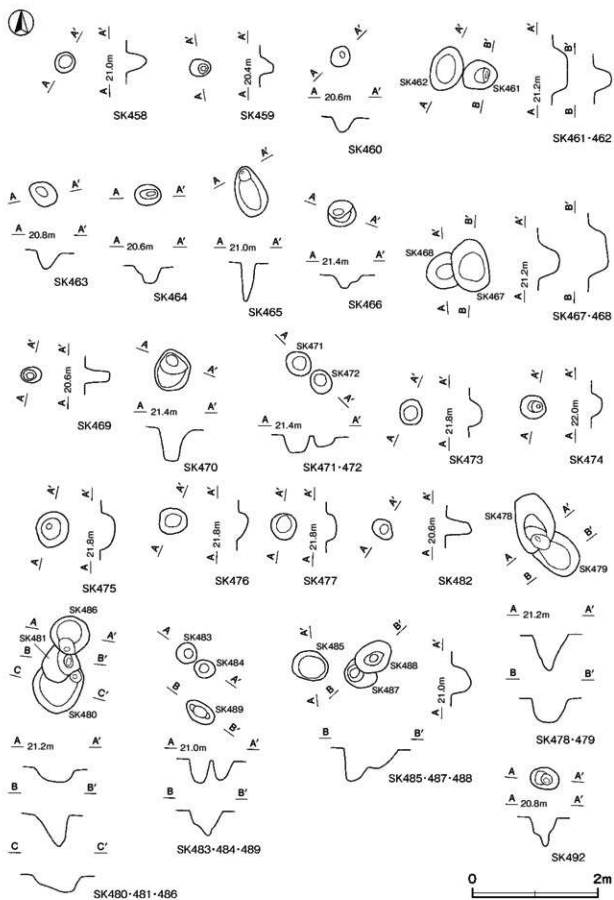 A A' A A' 21.0m
SK458
A A' A A' 20.4m
SK459
A A'
A 20.6m A'
SK460
A A' B B' SK462 SK461
A A' 21.2m B B'
SK461・462
A A'
A 20.8m A'
SK463
A A'
A 20.6m A'
SK464
A A'
A 21.0m A'
SK465
A A'
A 21.4m A'
SK466
SK468 SK467 A A' B B'
A A' 21.2m B B'
SK467・468
A A' A A' 20.6m
SK469
A A'
A 21.4m A'
SK470
A SK471 SK472 A'
A 21.4m A'
SK471・472
A A' A A' 21.8m
SK473
A A' A A' 22.0m
SK474
A A' A A' 21.8m
SK475
A A' A A' 21.8m
SK476
A A' A A' 21.8m
SK477
A A' A A' 20.6m
SK482
SK478 SK479 A A' B B'
A 21.2m A'
B B'
SK478・479
SK486 SK481 SK480
A A'
B B'
C C'
A 21.2m A'
B B'
C C'
SK480・481・486
A SK483 SK484 A'
B SK489 B'
A 21.0m A'
B B'
SK483・484・489
SK485 SK488 SK487 A A' B B'
A A' 21.0m
B B'
SK485・487・488
A A'
A 20.8m A'
SK492
0 2m